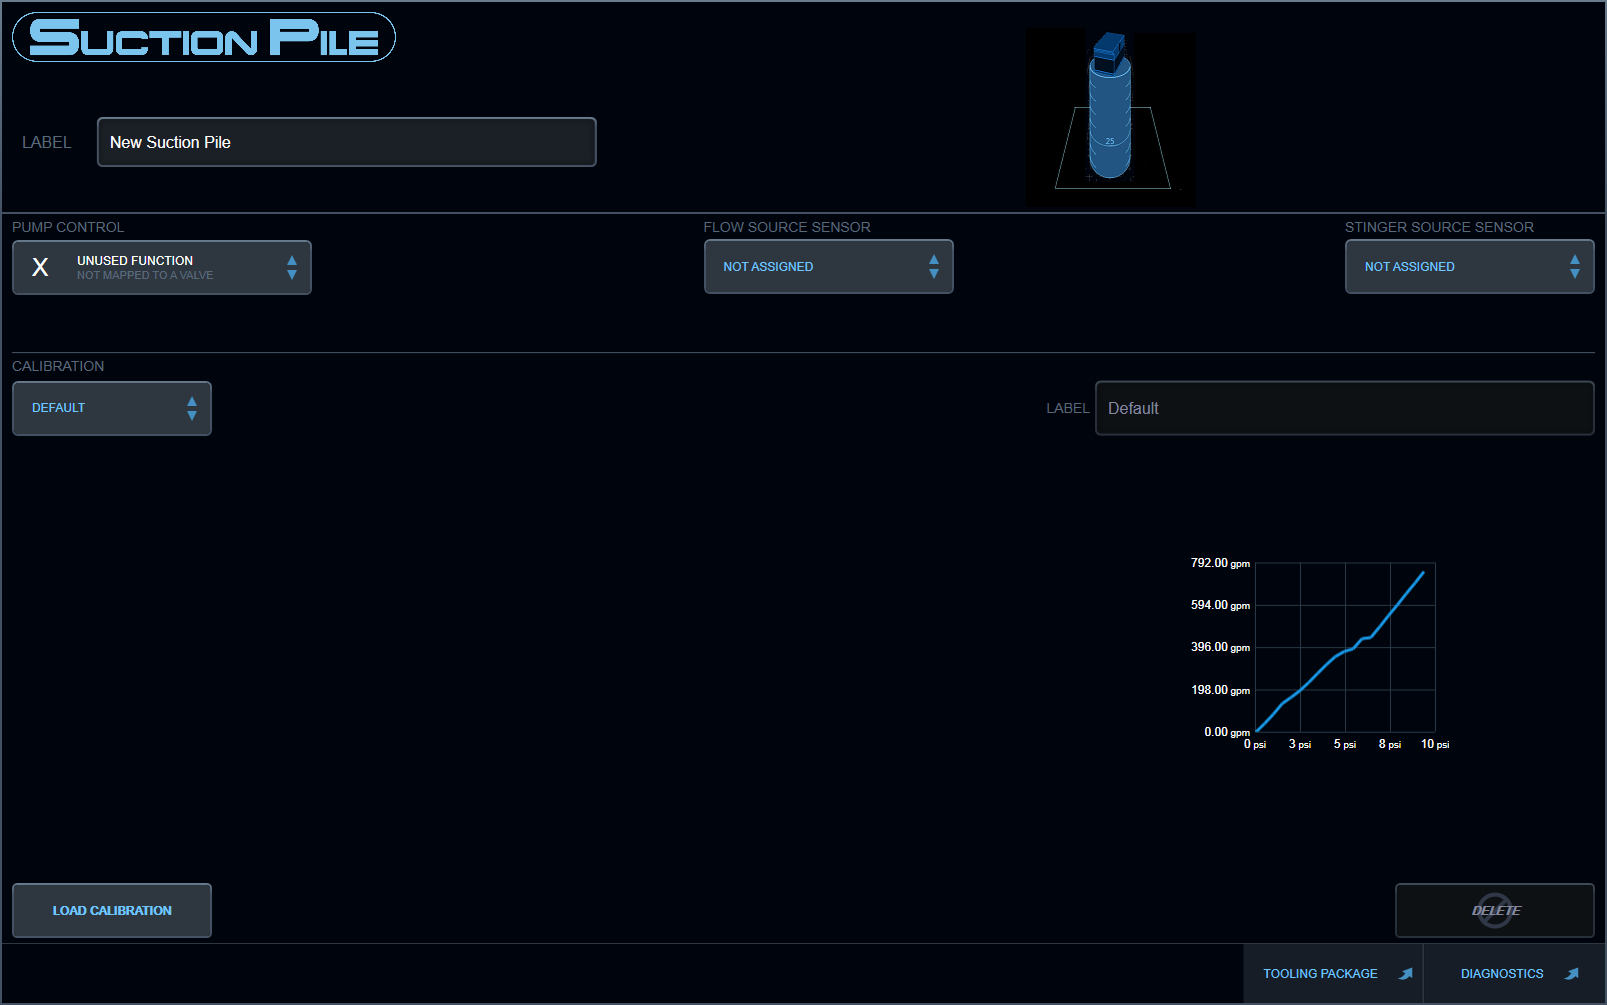 SUCTION PILE
25
LABEL
New Suction Pile
PUMP CONTROL
FLOW SOURCE SENSOR
STINGER SOURCE SENSOR
X
UNUSED FUNCTION
NOT MAPPED TO A VALVE
NOT ASSIGNED
NOT ASSIGNED
CALIBRATION
DEFAULT
LABEL
Default
792.00 gpm
594.00 gpm
396.00 gpm
198.00 gpm
0.00 gpm
0 psi
3 psi
5 psi
8 psi
10 psi
LOAD CALIBRATION
DELETE
TOOLING PACKAGE
DIAGNOSTICS